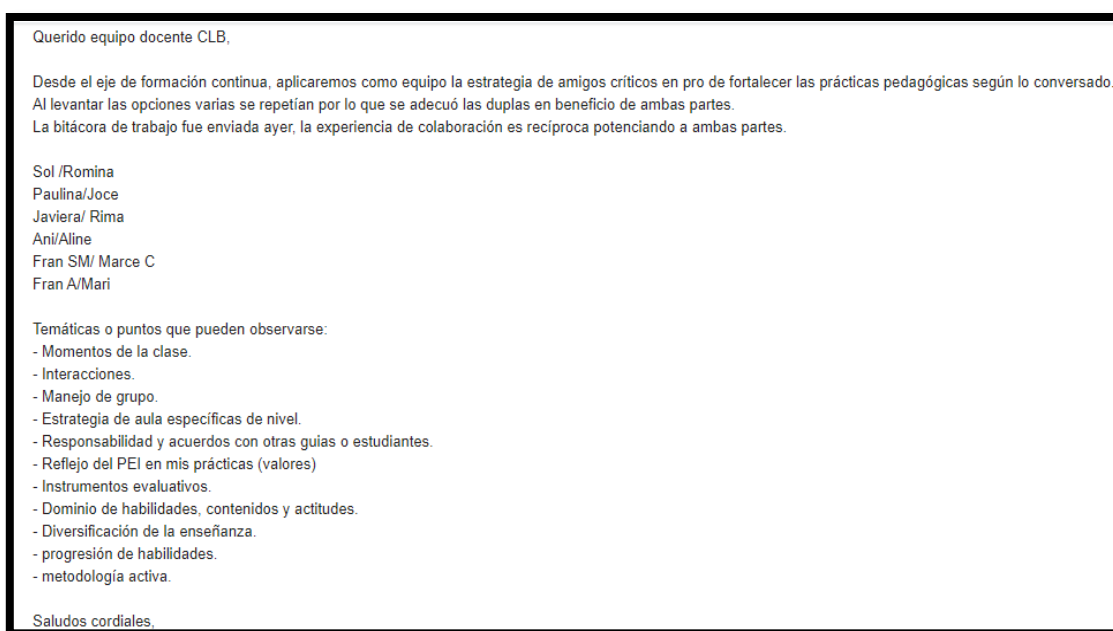 Querido equipo docente CLB,
Desde el eje de formación continua, aplicaremos como equipo la estrategia de amigos críticos en pro de fortalecer las prácticas pedagógicas según lo conversado.
Al levantar las opciones varias se repetían por lo que se adecuó las duplas en beneficio de ambas partes.
La bitácora de trabajo fue enviada ayer, la experiencia de colaboración es recíproca potenciando a ambas partes.
Sol /Romina
Paulina/Joce
Javiera/ Rima
Ani/Aline
Fran SM/ Marce C
Fran A/Mari
Temáticas o puntos que pueden observarse:
- Momentos de la clase.
- Interacciones.
- Manejo de grupo.
- Estrategia de aula específicas de nivel.
- Responsabilidad y acuerdos con otras guias o estudiantes.
- Reflejo del PEI en mis prácticas (valores)
- Instrumentos evaluativos.
- Dominio de habilidades, contenidos y actitudes.
- Diversificación de la enseñanza.
- progresión de habilidades.
- metodología activa.
Saludos cordiales,